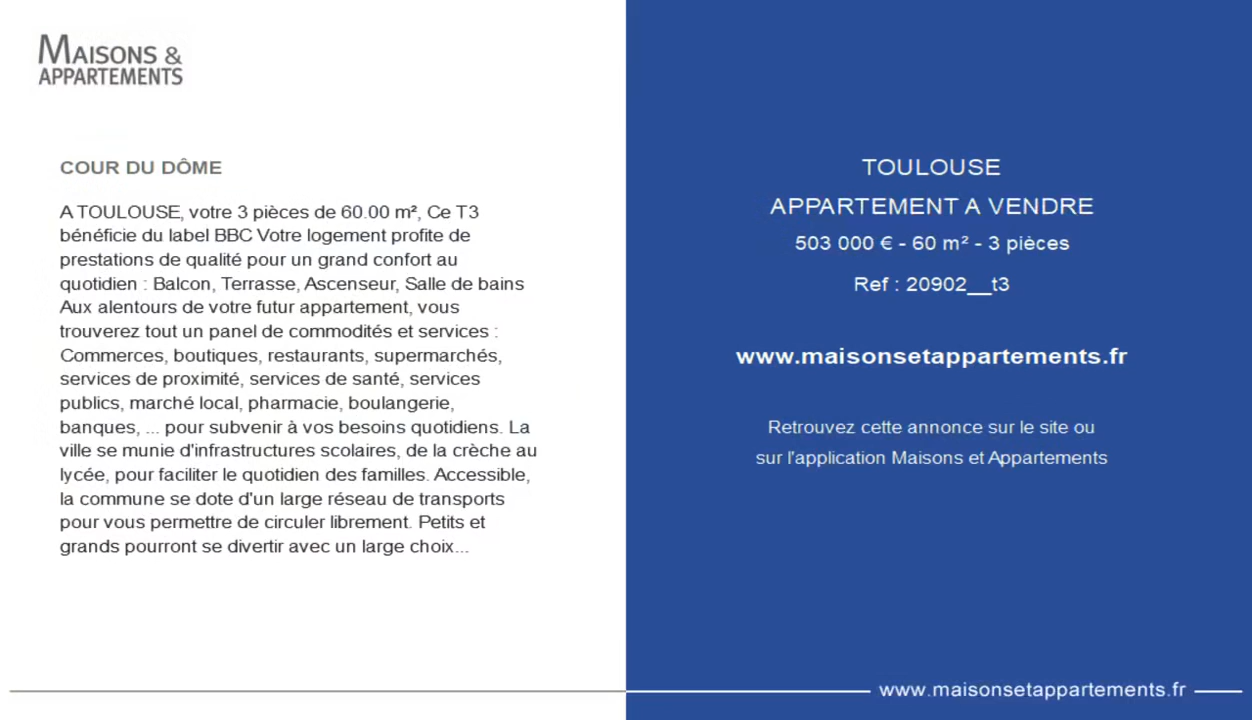 MAISONS &
APPARTEMENTS
COUR DU DÔME
A TOULOUSE, votre 3 pièces de 60.00 m², Ce T3
bénéficie du label BBC Votre logement profite de
prestations de qualité pour un grand confort au
quotidien : Balcon, Terrasse, Ascenseur, Salle de bains
Aux alentours de votre futur appartement, vous
trouverez tout un panel de commodités et services :
Commerces, boutiques, restaurants, supermarchés,
services de proximité, services de santé, services
publics, marché local, pharmacie, boulangerie,
banques, ... pour subvenir à vos besoins quotidiens. La
ville se munie d'infrastructures scolaires, de la crèche au
lycée, pour faciliter le quotidien des familles. Accessible,
la commune se dote d'un large réseau de transports
pour vous permettre de circuler librement. Petits et
grands pourront se divertir avec un large choix...
TOULOUSE
APPARTEMENT A VENDRE
503 000 € - 60 m² - 3 pièces
Ref : 20902__t3
www.maisonsetappartements.fr
Retrouvez cette annonce sur le site ou
sur l'application Maisons et Appartements
www.maisonsetappartements.fr